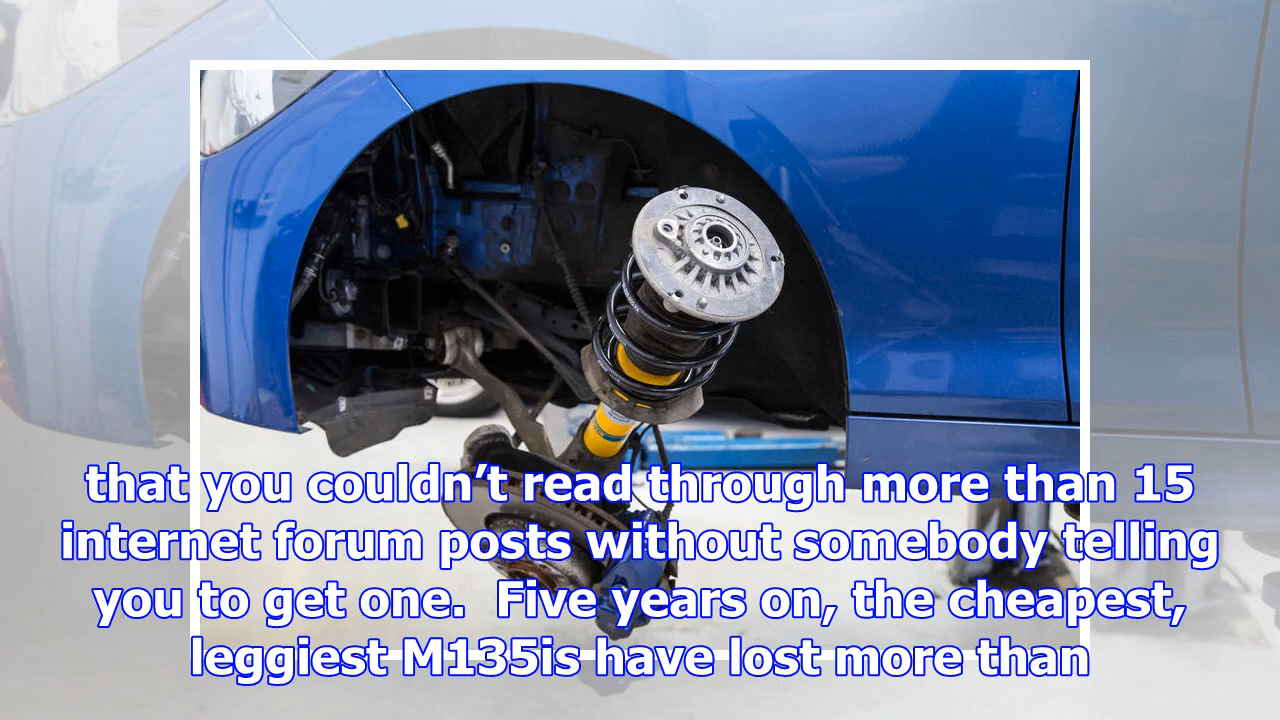 that you couldn’t read through more than 15
internet forum posts without somebody telling
you to get one.  Five years on, the cheapest,
leggiest M135is have lost more than